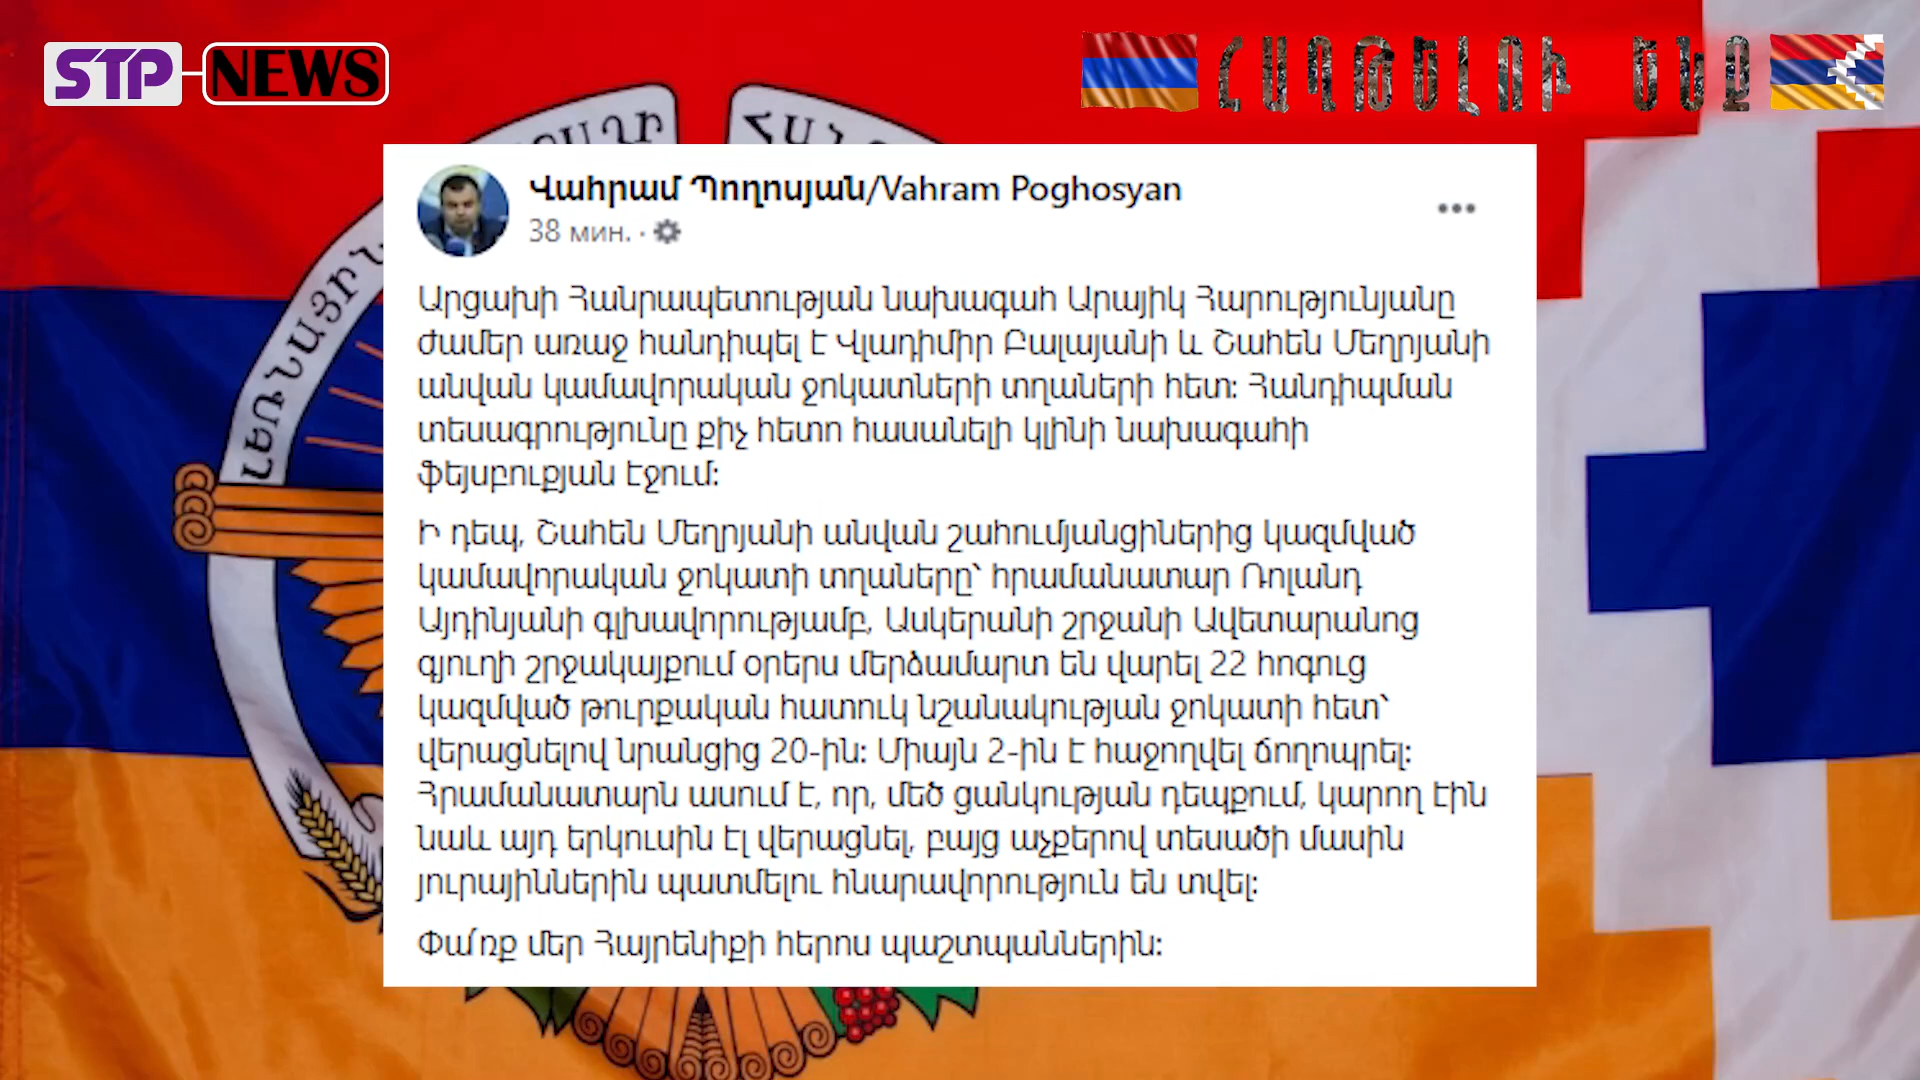 STP NEWS
ՀԱՂԹԵԼՈՒ ԵՆՔ
ՀԱՆ
ԼԵՌՆԱՅԻՆ
Վահրամ Պողոսյան/Vahram Poghosyan
38 мин. ·
Արցախի Հանրապետության նախագահ Արայիկ Հարությունյանը
ժամեր առաջ հանդիպել է Վլադիմիր Բալայանի և Շահեն Մեղրյանի
անվան կամավորական ջոկատների տղաների հետ: Հանդիպման
տեսագրությունը քիչ հետո հասանելի կլինի նախագահի
ֆեյսբուքյան էջում:
Ի դեպ, Շահեն Մեղրյանի անվան շահումյանցիներից կազմված
կամավորական ջոկատի տղաները՝ հրամանատար Ռոլանդ
Այդինյանի գլխավորությամբ, Ասկերանի շրջանի Ավետարանոց
գյուղի շրջակայքում օրերս մերձամարտ են վարել 22 հոգուց
կազմված թուրքական հատուկ նշանակության ջոկատի հետ՝
վերացնելով նրանցից 20-ին: Միայն 2-ին է հաջողվել ճողոպրել:
Հրամանատարն ասում է, որ, մեծ ցանկության դեպքում, կարող էին
նաև այդ երկուսին էլ վերացնել, բայց աչքերով տեսածի մասին
յուրայիններին պատմելու հնարավորություն են տվել:
Փա՜ռք մեր Հայրենիքի հերոս պաշտպաններին: